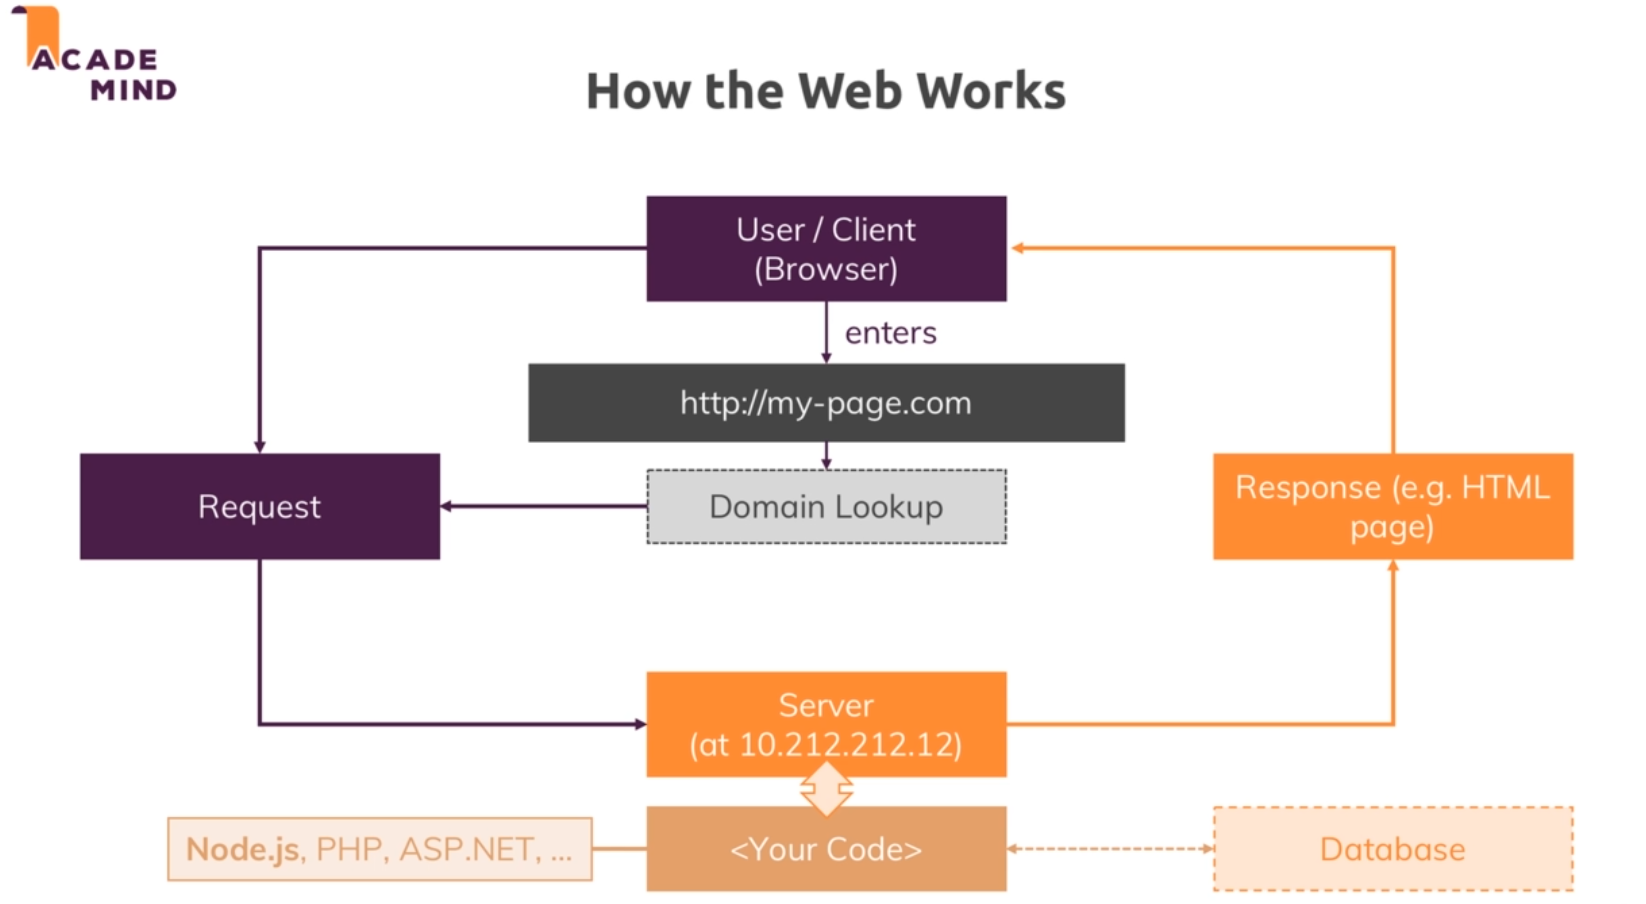 ACADE
MIND
How the Web Works
User / Client
(Browser)
enters
http://my-page.com
Request
Domain Lookup
Response (e.g. HTML
page)
Server
(at 10.212.212.12)
Node.js, PHP, ASP.NET, ...
<Your Code>
Database